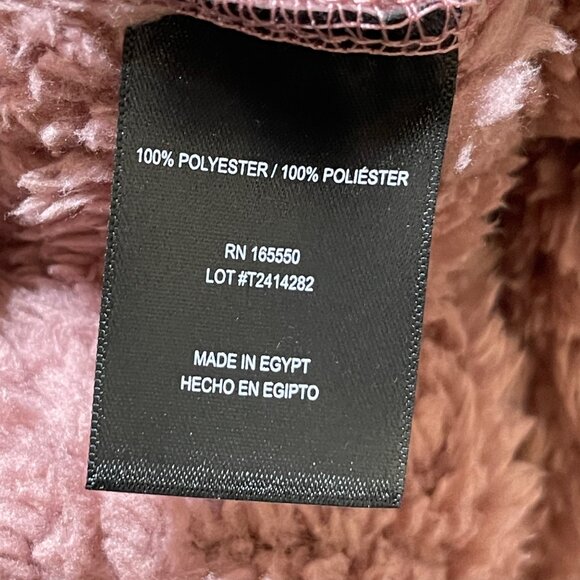 100% POLYESTER / 100% POLIÉSTER
RN 165550
LOT #T2414282
MADE IN EGYPT
HECHO EN EGIPTO